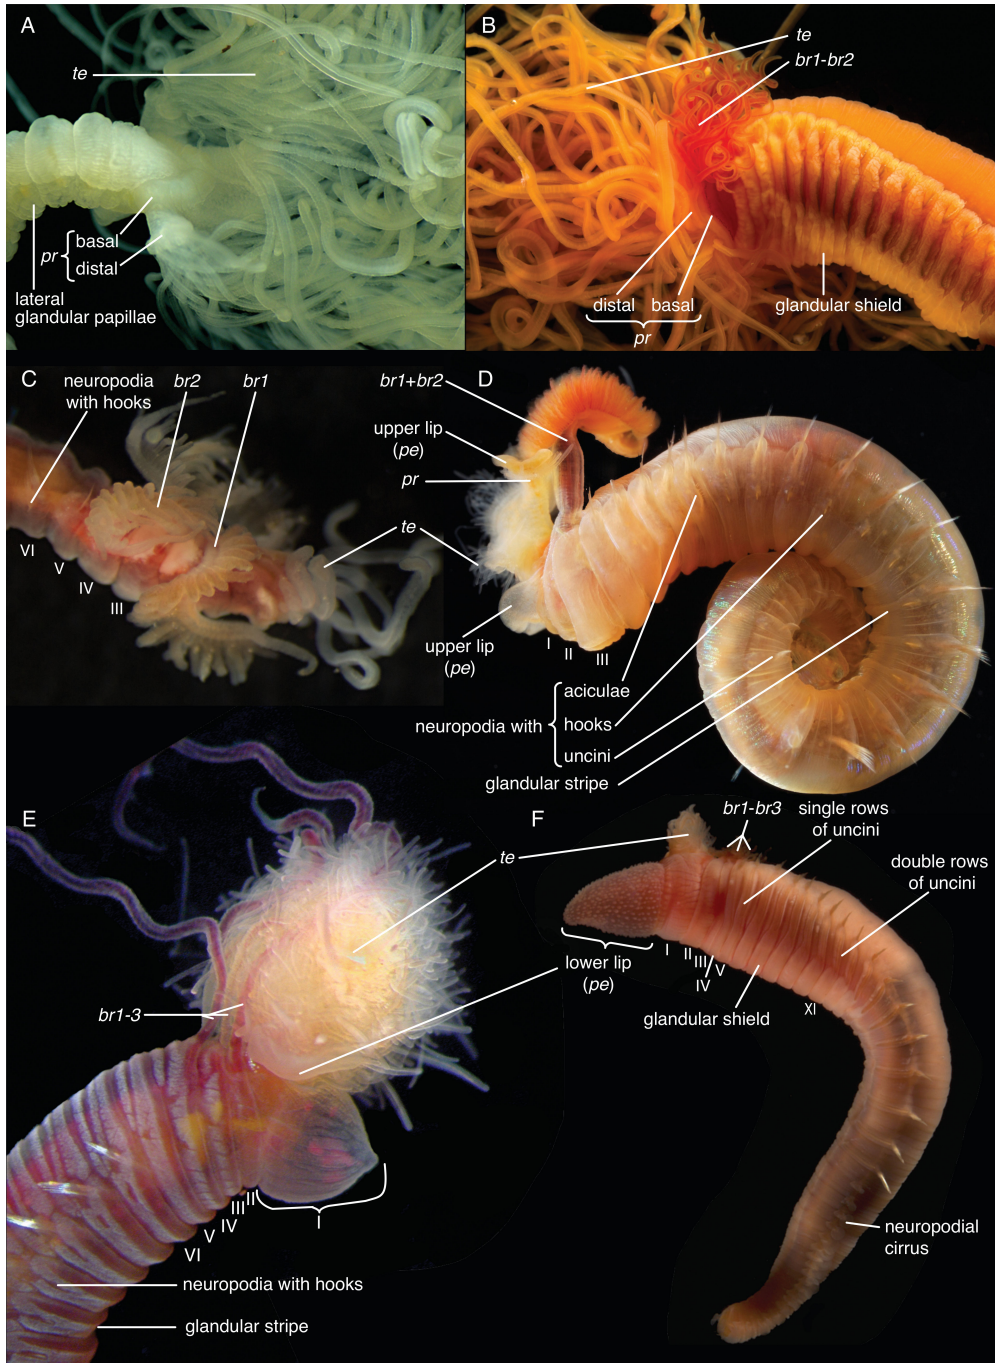 A
te
pr
basal
distal
lateral
glandular papillae
B
te
br1-br2
distal basal
pr
glandular shield
C
neuropodia
with hooks
br2
br1
te
VI
V
IV
III
D
br1+br2
upper lip
(pe)
pr
upper lip
(pe)
I
II
III
neuropodia with
aciculae
hooks
uncini
glandular stripe
E
te
br1-3
lower lip
(pe)
I
II
III
IV
V
VI
neuropodia with hooks
glandular stripe
F
br1-br3
single rows
of uncini
double rows
of uncini
I
II
III
IV
V
XI
glandular shield
neuropodial
cirrus